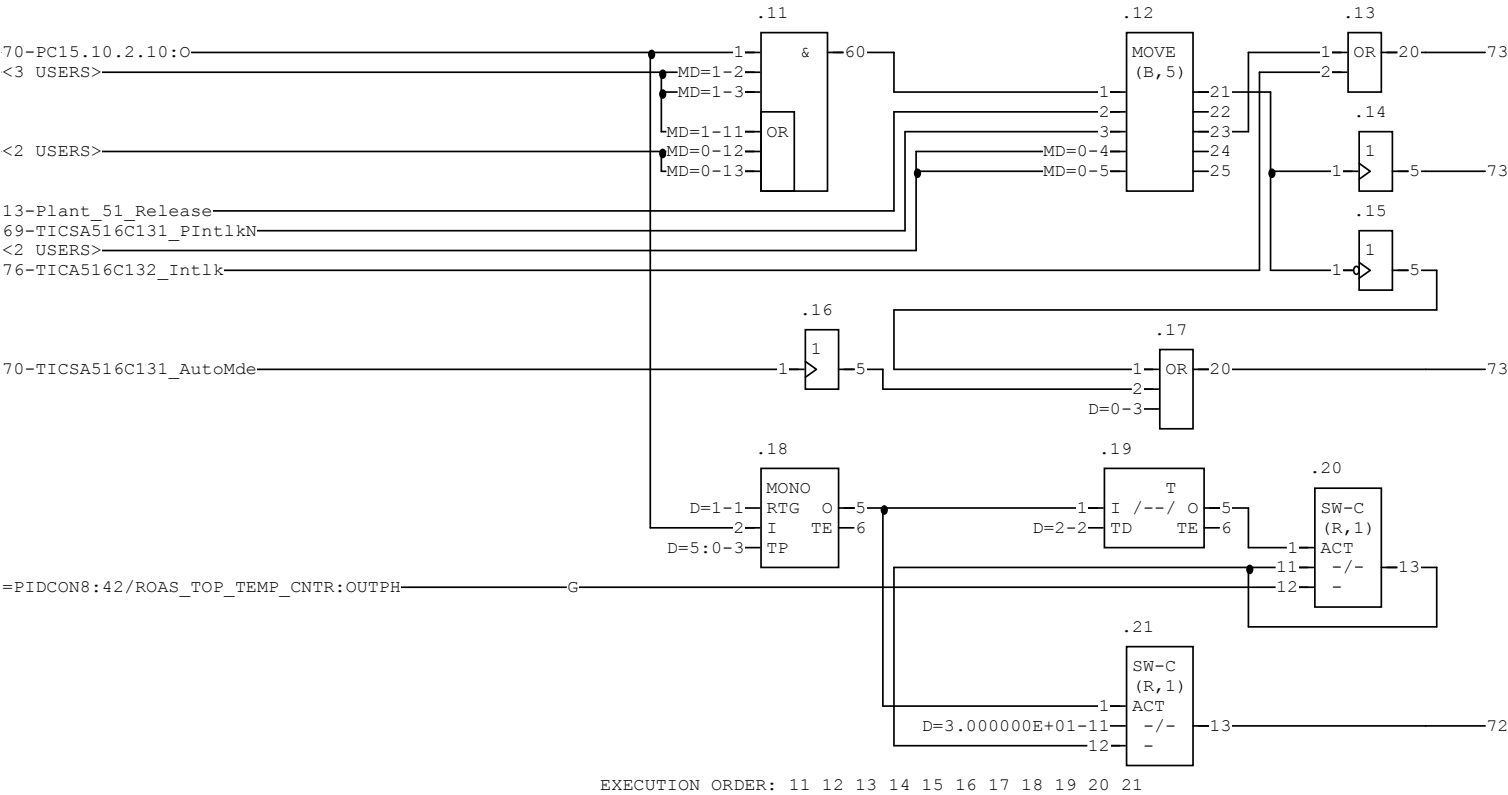 .11 .12 .13
70-PC15.10.2.10:O 1 & 60 MOVE 1 OR 20 73
<3 USERS> MD=1-2 (B,5) 2
MD=1-3 1 21
2 22 .14
MD=1-11 OR 3 23
<2 USERS> MD=0-12 MD=0-4 24 1
MD=0-13 MD=0-5 25 1 5 73
13-Plant_51_Release .15
69-TICSA516C131_PIntlkN
<2 USERS> 1
76-TICA516C132_Intlk 1 5
.16 .17
1
70-TICSA516C131_AutoMde 1 5 1 OR 20 73
2
D=0-3
.18 .19 .20
MONO T
D=1-1 RTG O 5 1 I /--/ O 5 SW-C
2 I TE 6 D=2-2 TD TE 6 (R,1)
D=5:0-3 TP 1 ACT
11 -/- 13
=PIDCON8:42/ROAS_TOP_TEMP_CNTR:OUTPH G 12 -
.21
SW-C
(R,1)
1 ACT
D=3.000000E+01-11 -/- 13 72
12 -
EXECUTION ORDER: 11 12 13 14 15 16 17 18 19 20 21